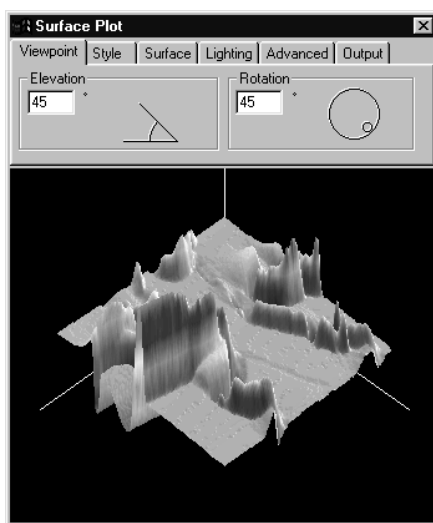 Surface Plot
Viewpoint Style Surface Lighting Advanced Output
Elevation Rotation
45 ° 45 °